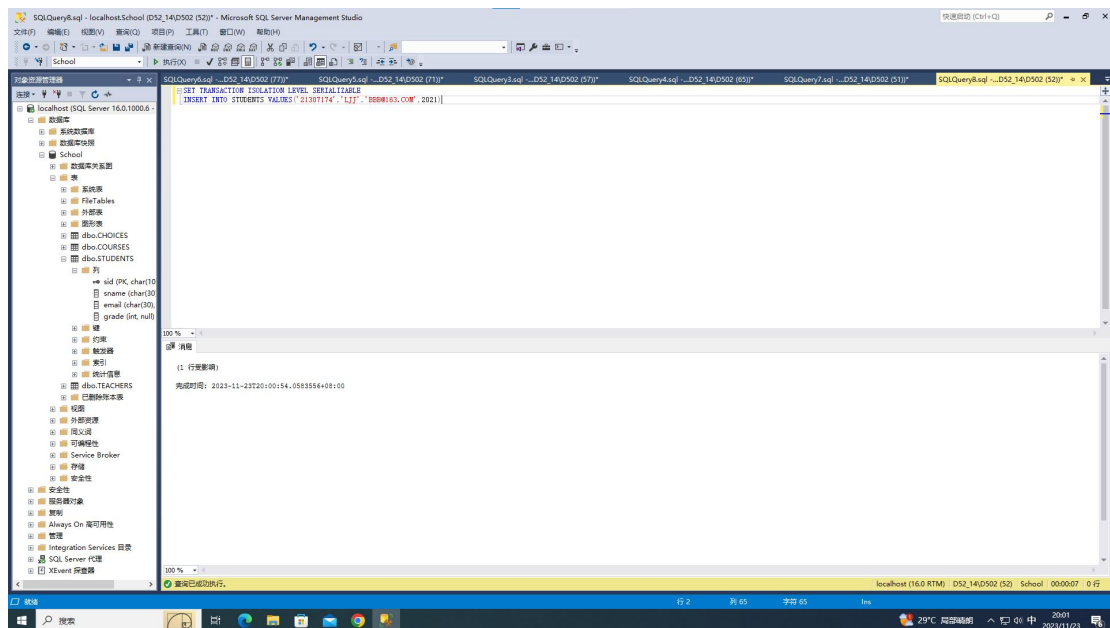 SQLQuery8.sql - localhost.School (D52_14\D502 (52))* - Microsoft SQL Server Management Studio
快速启动 (Ctrl+Q)
文件(F) 编辑(E) 视图(V) 查询(Q) 项目(P) 工具(T) 窗口(W) 帮助(H)
新建查询(N)
School 执行(X)
对象资源管理器
SQLQuery6.sql -...D52_14\D502 (77))* SQLQuery5.sql -...D52_14\D502 (71))* SQLQuery3.sql -...D52_14\D502 (57))* SQLQuery4.sql -...D52_14\D502 (65))* SQLQuery7.sql -...D52_14\D502 (51))* SQLQuery8.sql -...D52_14\D502 (52))*
连接
SET TRANSACTION ISOLATION LEVEL SERIALIZABLE
INSERT INTO STUDENTS VALUES('21307174','LJJ','BBB@163.COM',2021)
localhost (SQL Server 16.0.1000.6 -
数据库
系统数据库
数据库快照
School
数据库关系图
表
系统表
FileTables
外部表
图形表
dbo.CHOICES
dbo.COURSES
dbo.STUDENTS
列
sid (PK, char(10
sname (char(30
email (char(30),
grade (int, null)
键
约束
触发器
索引
统计信息
dbo.TEACHERS
已删除账本表
视图
外部资源
同义词
可编程性
Service Broker
存储
安全性
安全性
服务器对象
复制
Always On 高可用性
管理
Integration Services 目录
SQL Server 代理
XEvent 探查器
100 %
消息
(1 行受影响)
完成时间: 2023-11-23T20:00:54.0583556+08:00
100 %
查询已成功执行。
localhost (16.0 RTM) D52_14\D502 (52) School 00:00:07 0 行
就绪
行 2 列 65 字符 65 Ins
搜索
29°C 局部晴朗
中
20:01
2023/11/23